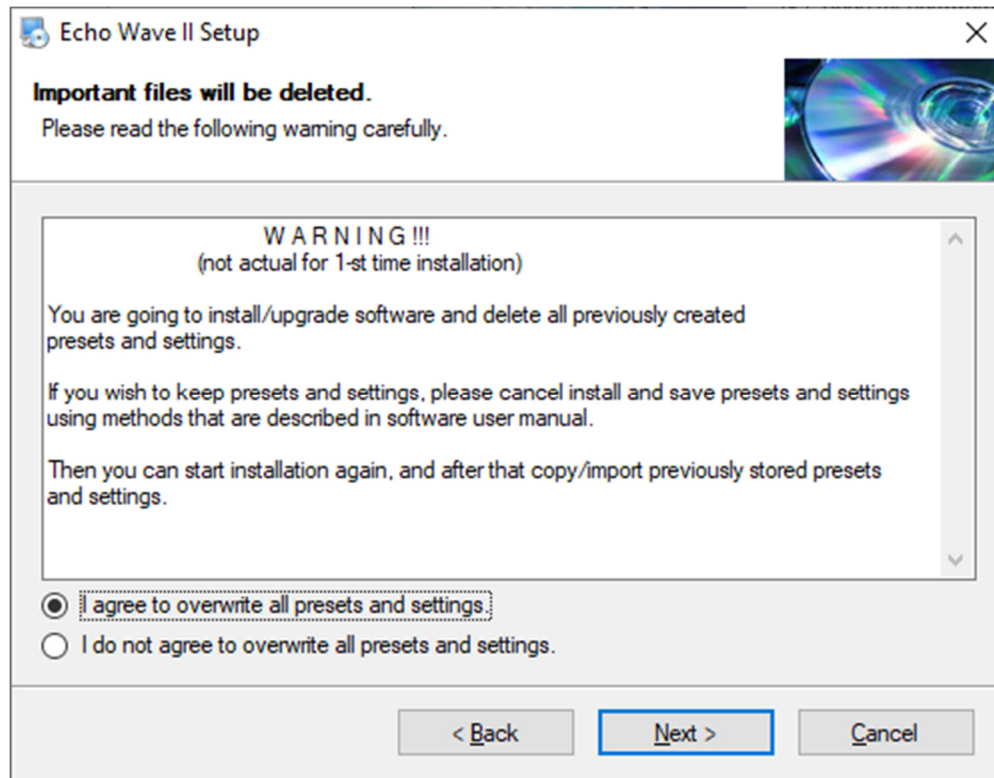 Echo Wave II Setup
Important files will be deleted.
Please read the following warning carefully.
W A R N I N G !!!
(not actual for 1-st time installation)
You are going to install/upgrade software and delete all previously created
presets and settings.
If you wish to keep presets and settings, please cancel install and save presets and settings
using methods that are described in software user manual.
Then you can start installation again, and after that copy/import previously stored presets
and settings.
I agree to overwrite all presets and settings.
I do not agree to overwrite all presets and settings.
< Back
Next >
Cancel